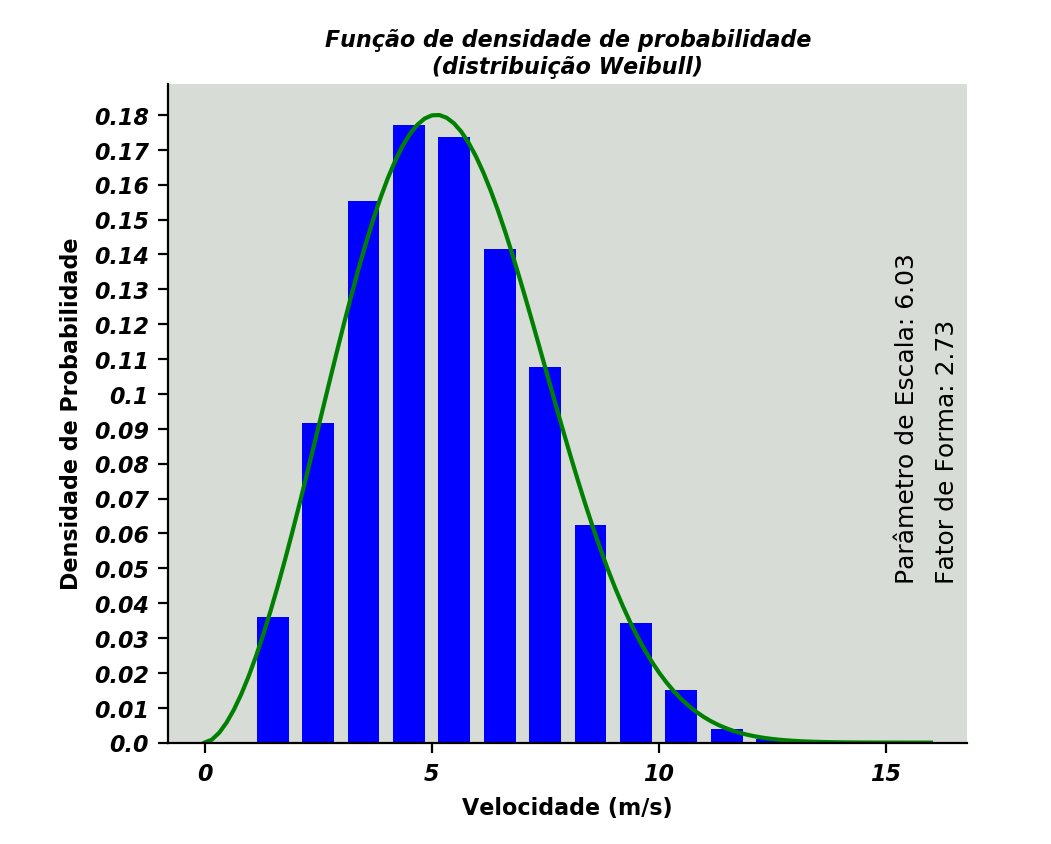 Função de densidade de probabilidade
(distribuição Weibull)
Densidade de Probabilidade
0.18
0.17
0.16
0.15
0.14
0.13
0.12
0.11
0.1
0.09
0.08
0.07
0.06
0.05
0.04
0.03
0.02
0.01
0.0
Parâmetro de Escala: 6.03
Fator de Forma: 2.73
0 5 10 15
Velocidade (m/s)